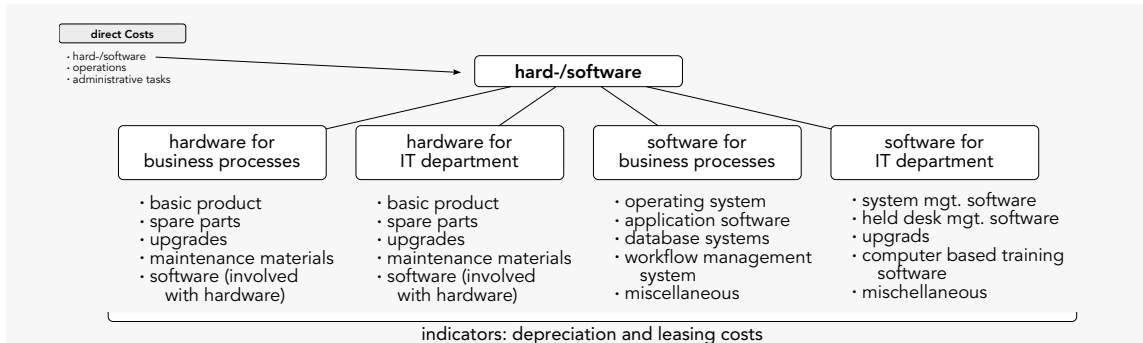 direct Costs
· hard-/software
· operations
· administrative tasks
hard-/software
hardware for
business processes
· basic product
· spare parts
· upgrades
· maintenance materials
· software (involved
with hardware)
hardware for
IT department
· basic product
· spare parts
· upgrades
· maintenance materials
· software (involved
with hardware)
software for
business processes
· operating system
· application software
· database systems
· workflow management
system
· miscellaneous
software for
IT department
· system mgt. software
· held desk mgt. software
· upgrads
· computer based training
software
· mischellaneous
indicators: depreciation and leasing costs